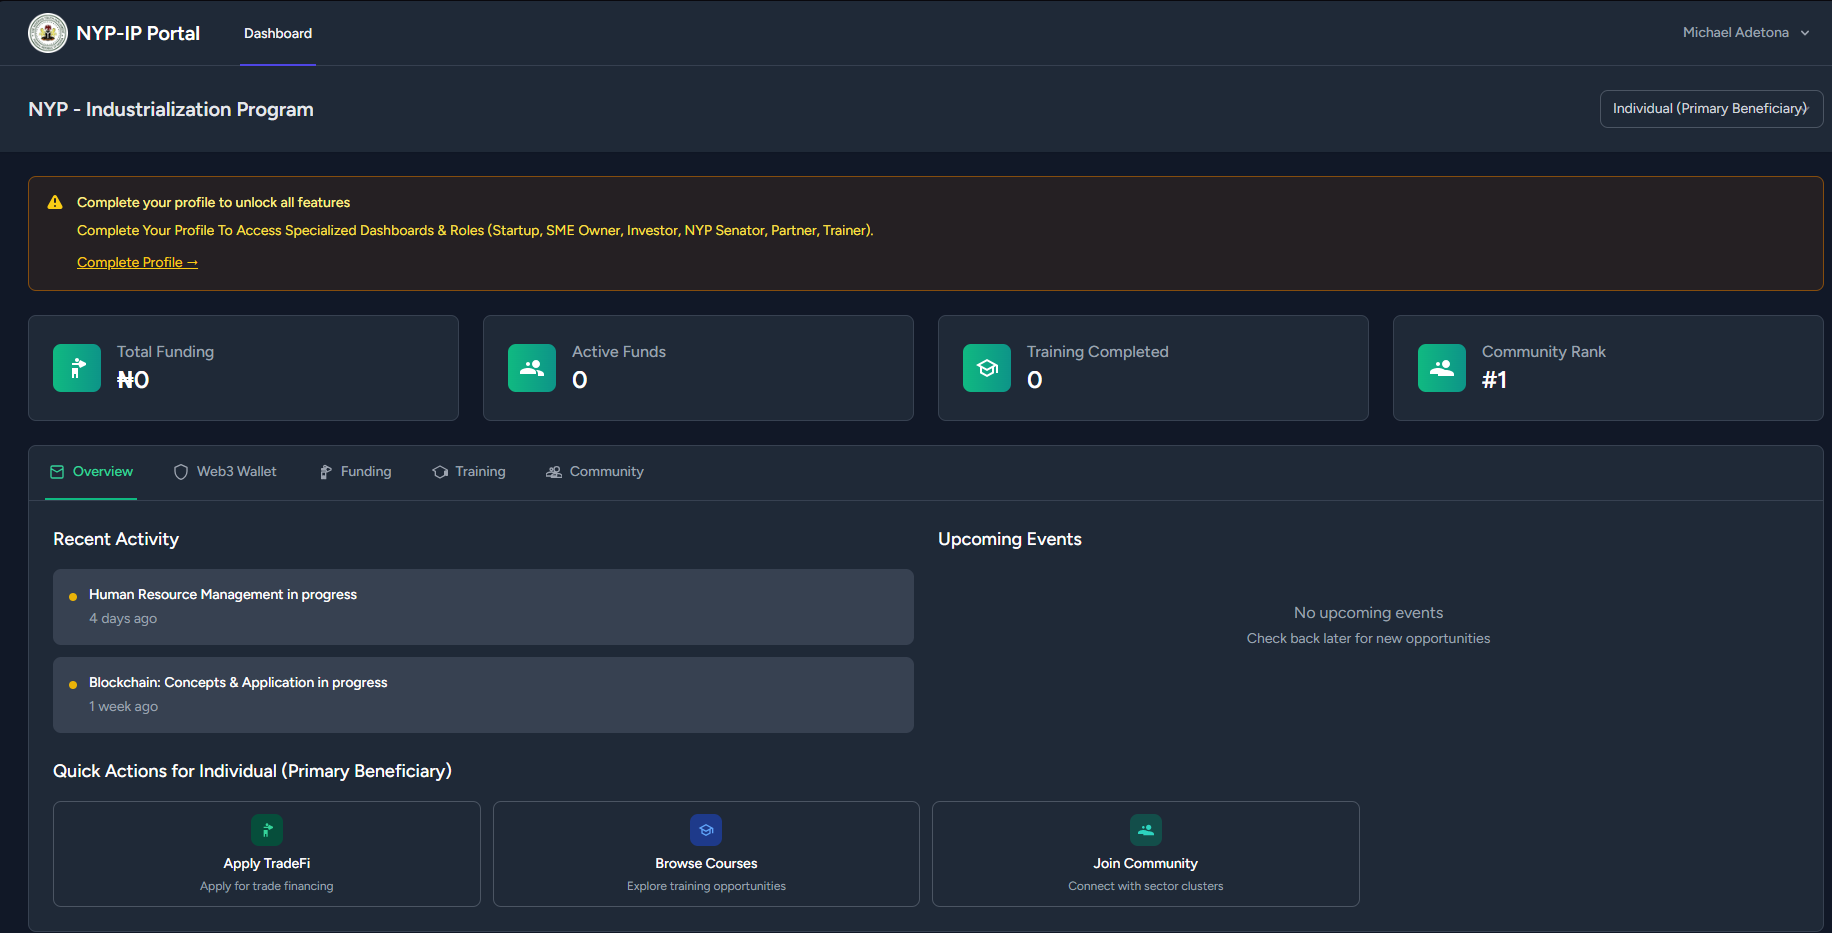 NYP-IP Portal
Dashboard
Michael Adetona
NYP - Industrialization Program
Individual (Primary Beneficiary)
Complete your profile to unlock all features
Complete Your Profile To Access Specialized Dashboards & Roles (Startup, SME Owner, Investor, NYP Senator, Partner, Trainer).
Complete Profile →
Total Funding
₦0
Active Funds
0
Training Completed
0
Community Rank
#1
Overview
Web3 Wallet
Funding
Training
Community
Recent Activity
Human Resource Management in progress
4 days ago
Blockchain: Concepts & Application in progress
1 week ago
Upcoming Events
No upcoming events
Check back later for new opportunities
Quick Actions for Individual (Primary Beneficiary)
Apply TradeFi
Apply for trade financing
Browse Courses
Explore training opportunities
Join Community
Connect with sector clusters